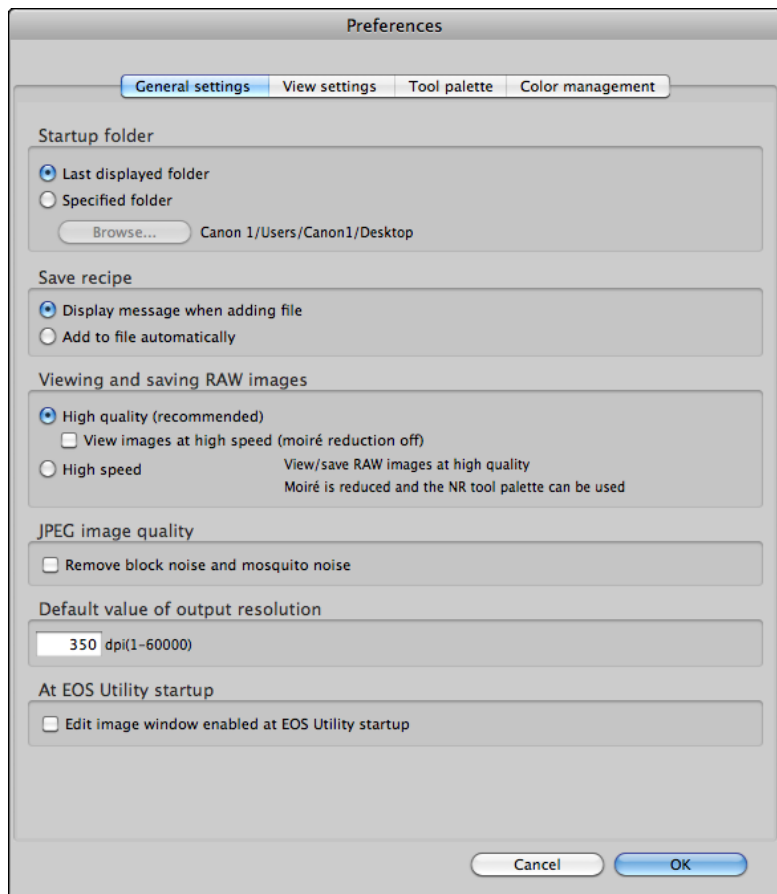 Preferences
General settings View settings Tool palette Color management
Startup folder
Last displayed folder
Specified folder
Browse... Canon 1/Users/Canon1/Desktop
Save recipe
Display message when adding file
Add to file automatically
Viewing and saving RAW images
High quality (recommended)
View images at high speed (moiré reduction off)
High speed View/save RAW images at high quality
Moiré is reduced and the NR tool palette can be used
JPEG image quality
Remove block noise and mosquito noise
Default value of output resolution
350 dpi(1-60000)
At EOS Utility startup
Edit image window enabled at EOS Utility startup
Cancel OK